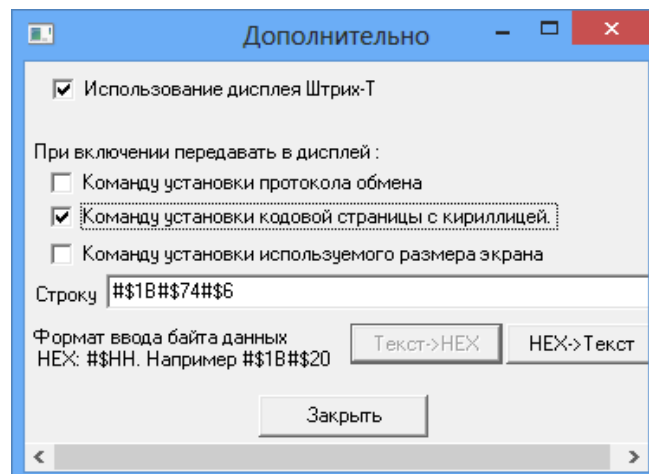 Дополнительно
Использование дисплея Штрих-Т
При включении передавать в дисплей :
Команду установки протокола обмена
Команду установки кодовой страницы с кириллицей.
Команду установки используемого размера экрана
Строку #$1B#$74#$6
Формат ввода байта данных
HEX: #$HH. Например #$1B#$20
Текст->HEX HEX->Текст
Закрыть